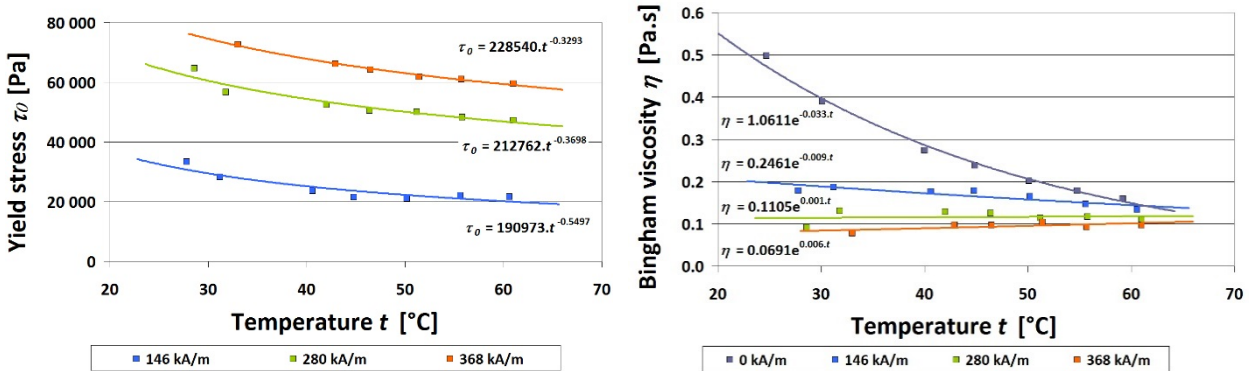 80 000
60 000
40 000
20 000
0
Yield stress τ0 [Pa]
τ0 = 228540.t^-0.3293
τ0 = 212762.t^-0.3698
τ0 = 190973.t^-0.5497
20 30 40 50 60 70
Temperature t [°C]
146 kA/m 280 kA/m 368 kA/m
0.6
0.5
0.4
0.3
0.2
0.1
0.0
Bingham viscosity η [Pa.s]
η = 1.0611e^-0.033.t
η = 0.2461e^-0.009.t
η = 0.1105e^0.001.t
η = 0.0691e^0.006.t
20 30 40 50 60 70
Temperature t [°C]
0 kA/m 146 kA/m 280 kA/m 368 kA/m